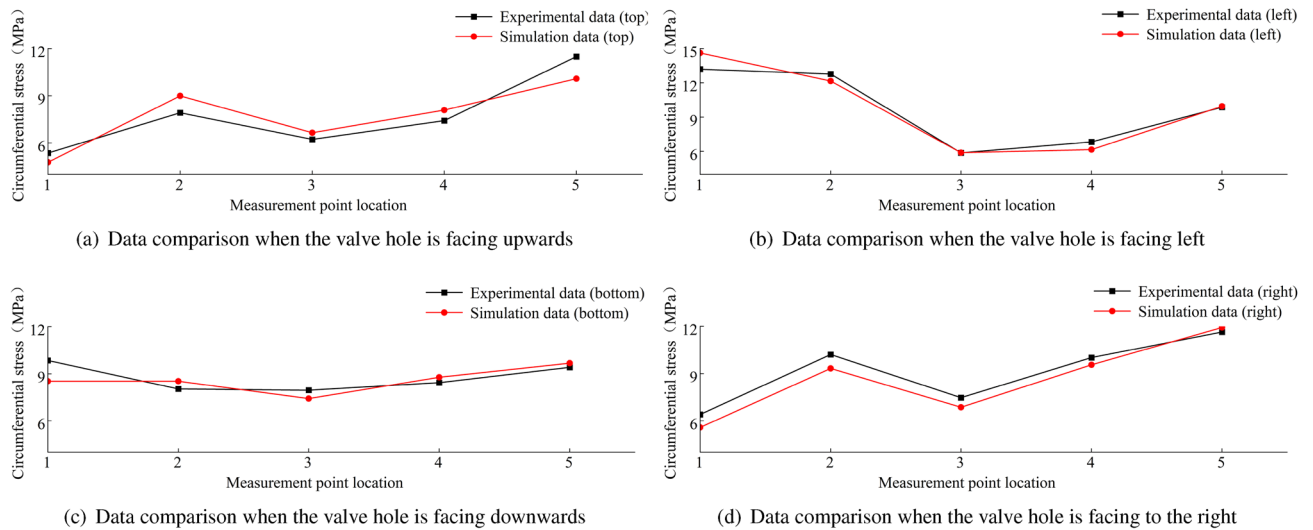 Experimental data (top)
Simulation data (top)
Circumferential stress（MPa）
12
9
6
1 2 3 4 5
Measurement point location
(a) Data comparison when the valve hole is facing upwards
Experimental data (left)
Simulation data (left)
Circumferential stress（MPa）
15
12
9
6
1 2 3 4 5
Measurement point location
(b) Data comparison when the valve hole is facing left
Experimental data (bottom)
Simulation data (bottom)
Circumferential stress（MPa）
12
9
6
1 2 3 4 5
Measurement point location
(c) Data comparison when the valve hole is facing downwards
Experimental data (right)
Simulation data (right)
Circumferential stress（MPa）
12
9
6
1 2 3 4 5
Measurement point location
(d) Data comparison when the valve hole is facing to the right